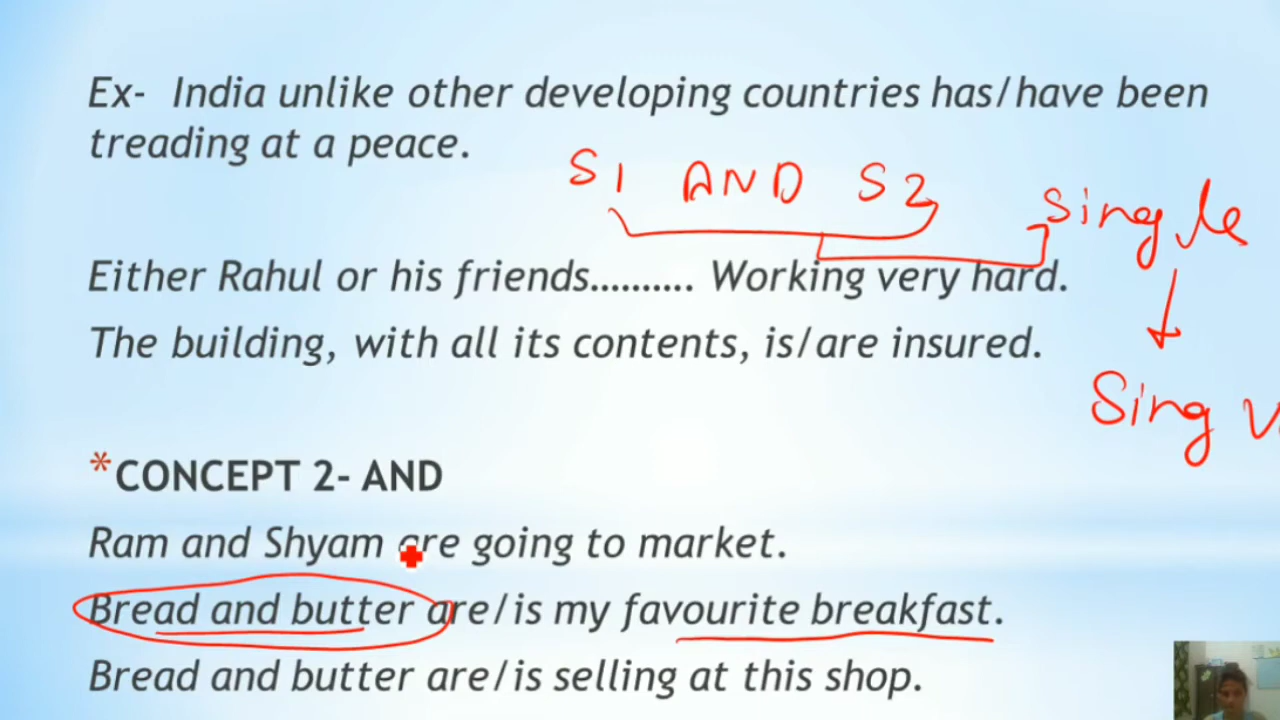 Ex- India unlike other developing countries has/have been
treading at a peace.
S1 AND S2
Single
Either Rahul or his friends.......... Working very hard.
The building, with all its contents, is/are insured.
Sing
*CONCEPT 2- AND
Ram and Shyam are going to market.
Bread and butter are/is my favourite breakfast.
Bread and butter are/is selling at this shop.